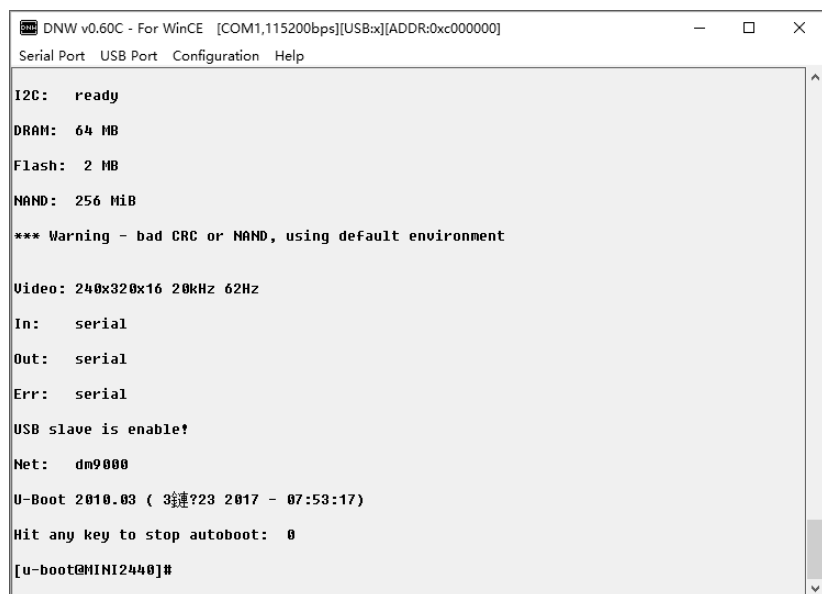 DNW v0.60C - For WinCE [COM1,115200bps][USB:x][ADDR:0xc000000]
Serial Port USB Port Configuration Help
I2C: ready
DRAM: 64 MB
Flash: 2 MB
NAND: 256 MiB
*** Warning - bad CRC or NAND, using default environment
Video: 240x320x16 20kHz 62Hz
In: serial
Out: serial
Err: serial
USB slave is enable!
Net: dm9000
U-Boot 2010.03 ( 3鏈?23 2017 - 07:53:17)
Hit any key to stop autoboot: 0
[u-boot@MINI2440]#